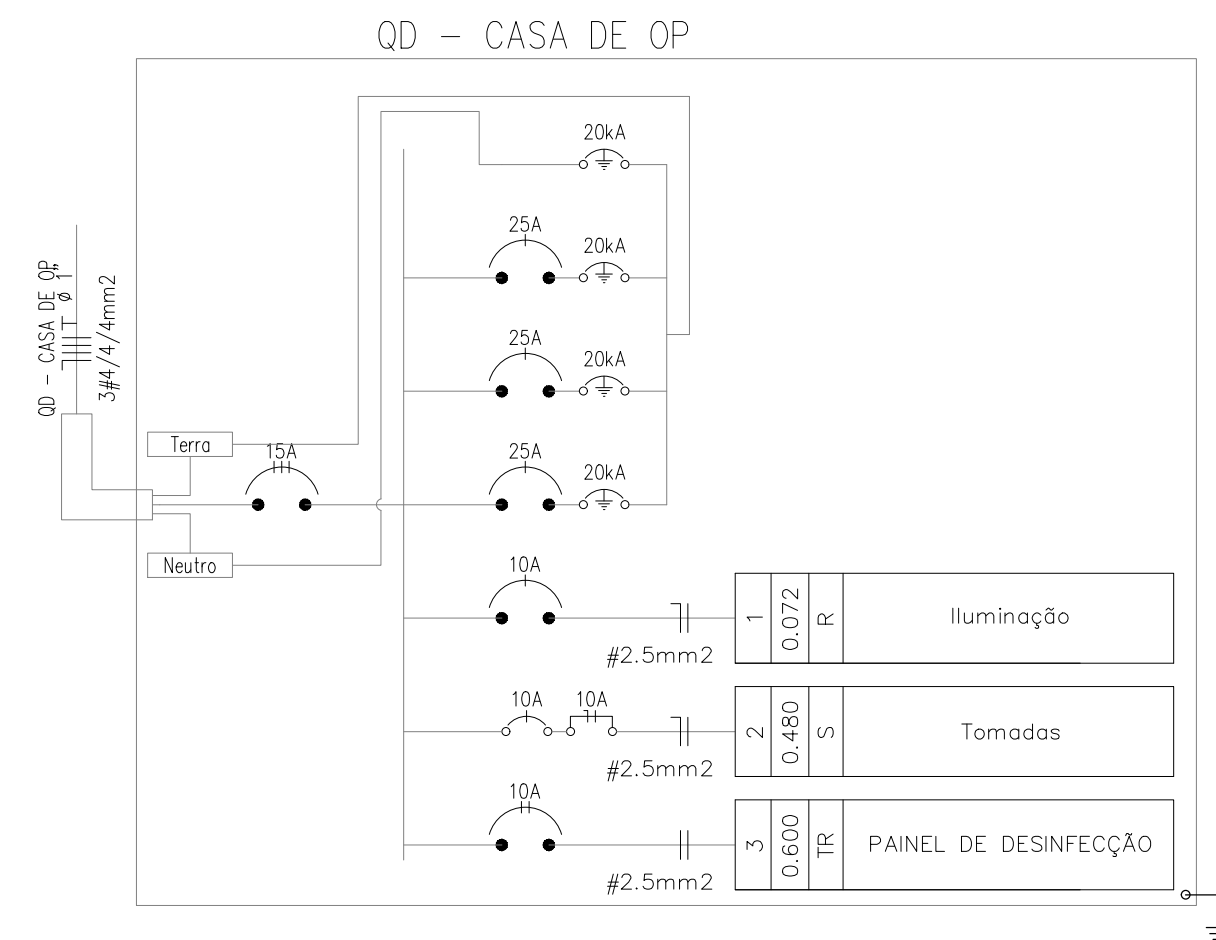 QD - CASA DE OP
20kA
25A
20kA
QD - CASA DE OP
ø 1"
3#4/4/4mm2
25A
20kA
Terra
15A
25A
20kA
Neutro
10A
#2.5mm2
1
0.072
R
Iluminação
10A
10A
#2.5mm2
2
0.480
S
Tomadas
10A
#2.5mm2
3
0.600
TR
PAINEL DE DESINFECÇÃO